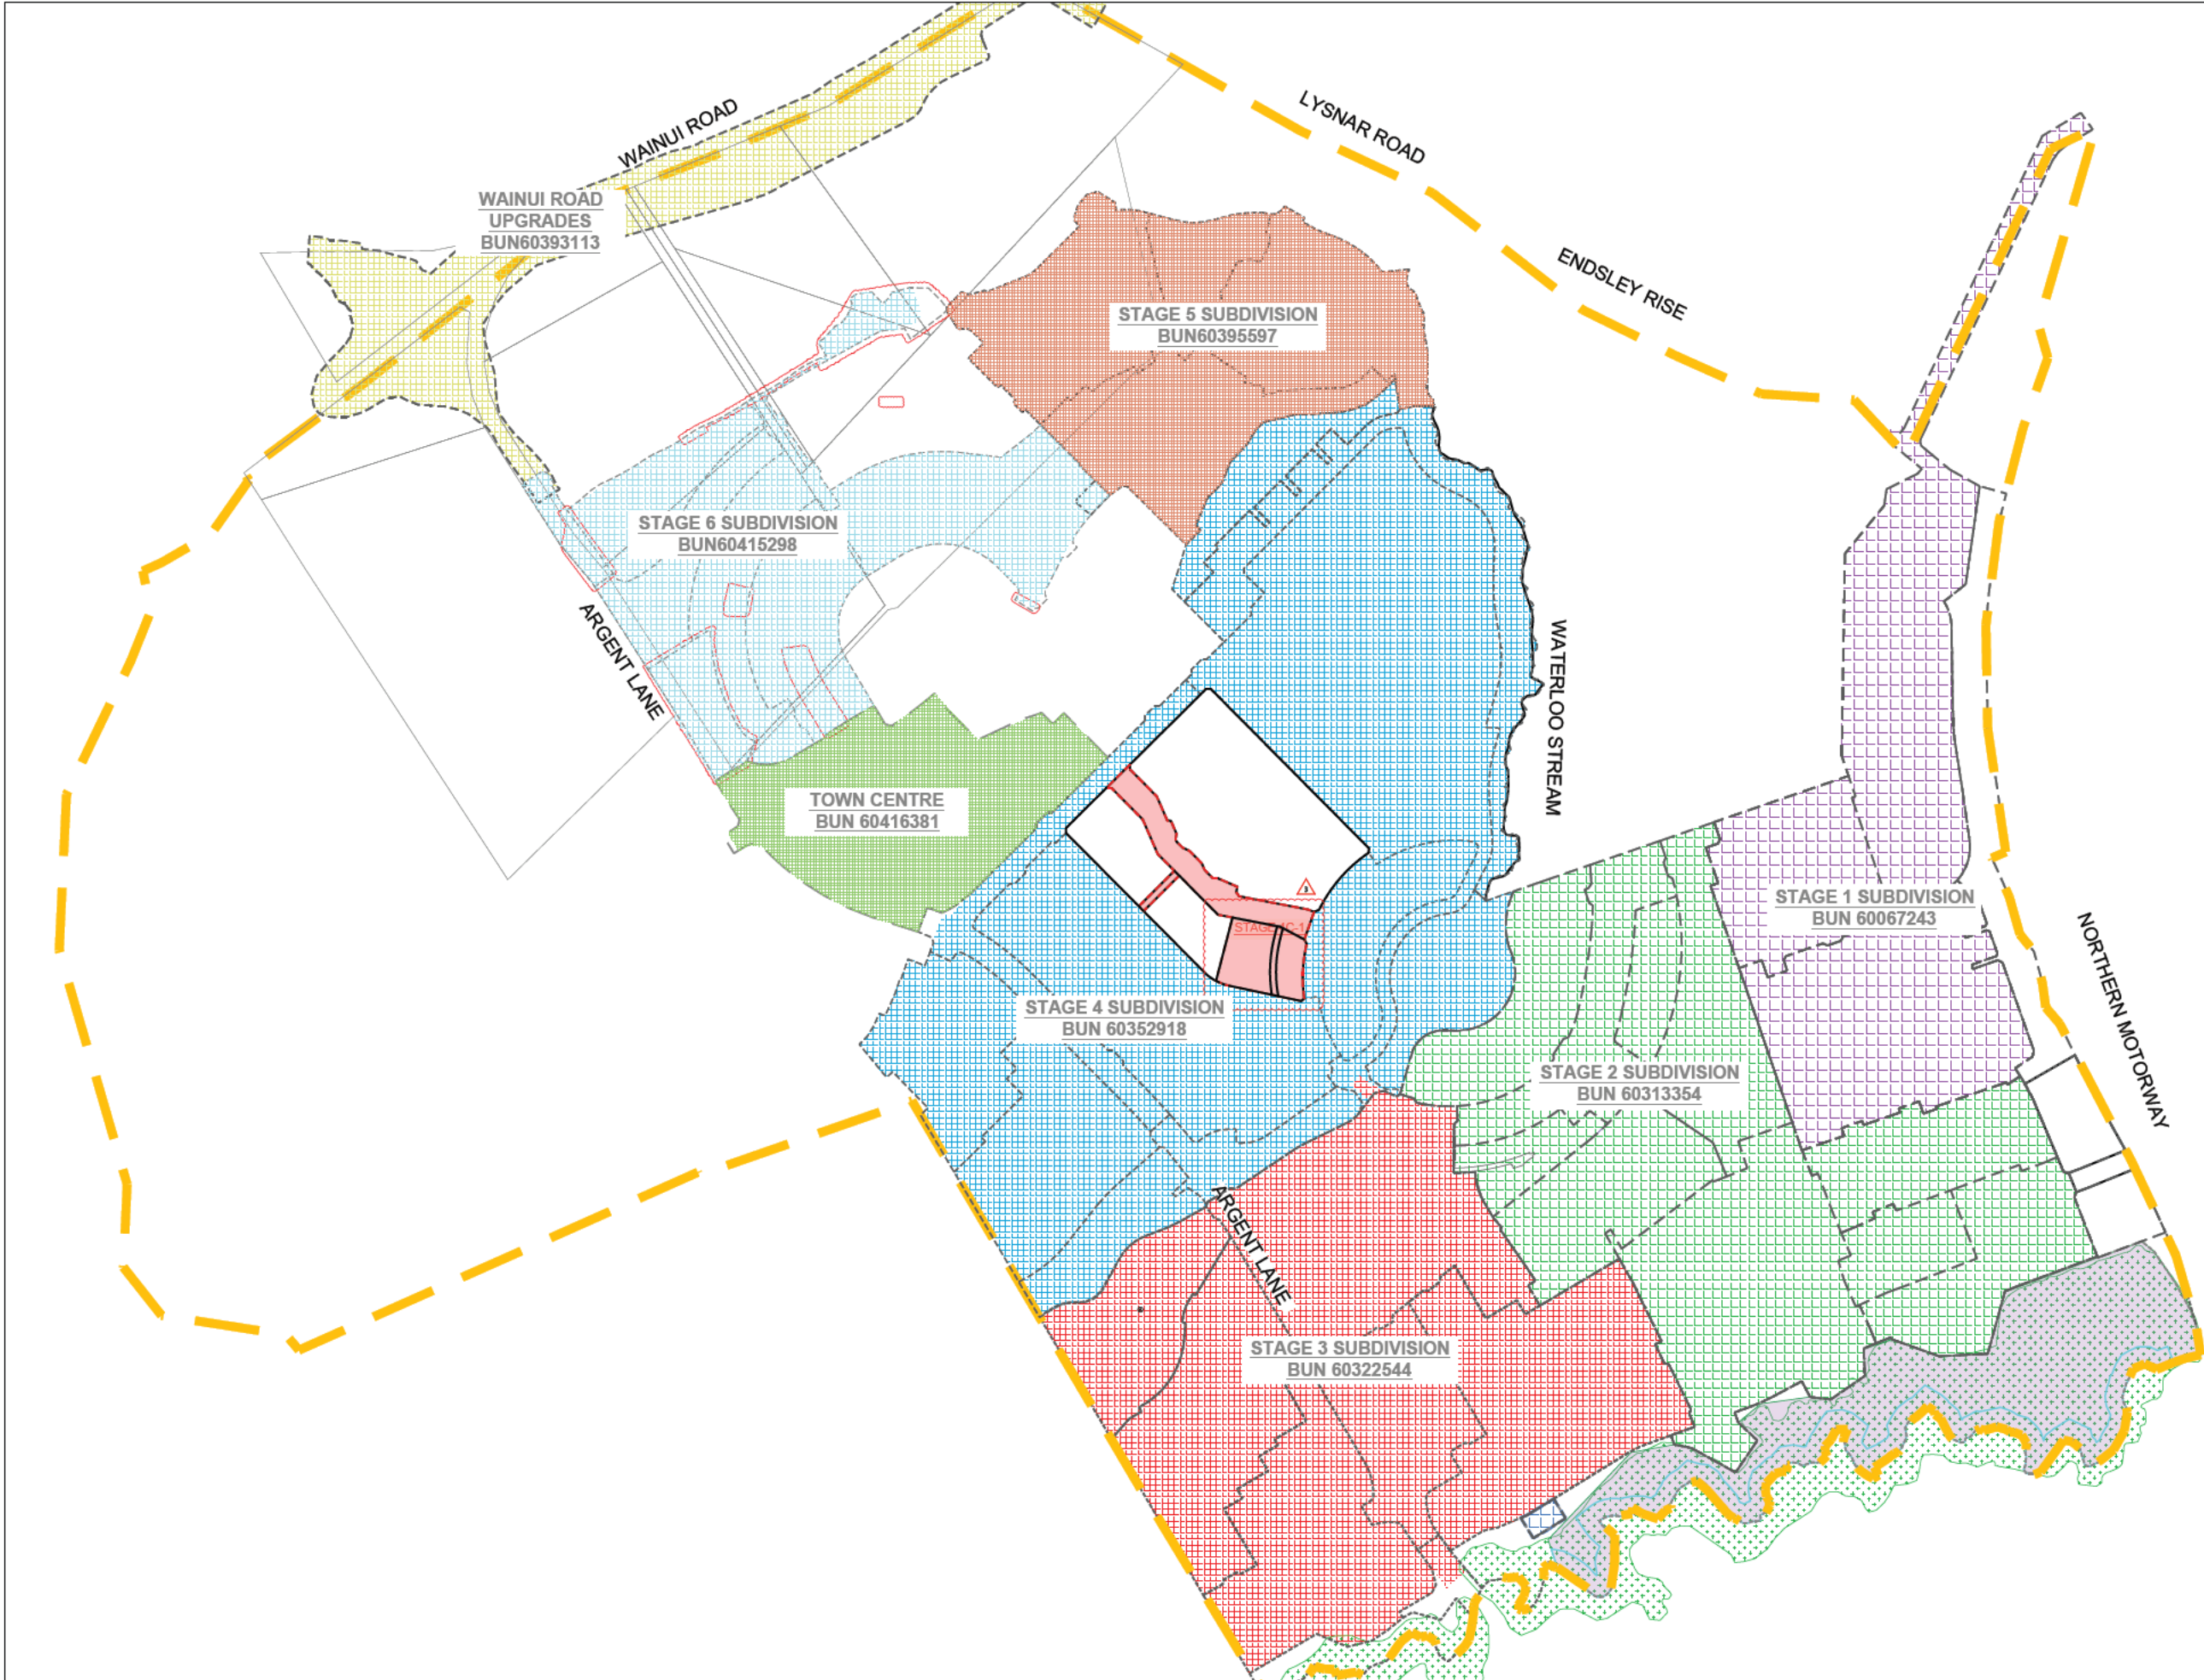 WAINUI ROAD
LYSNAR ROAD
WAINUI ROAD
UPGRADES
BUN60393113
ENDSLEY RISE
STAGE 5 SUBDIVISION
BUN60395597
STAGE 6 SUBDIVISION
BUN60415298
ARGENT LANE
WATERLOO STREAM
TOWN CENTRE
BUN 60416381
3
STAGE 1 SUBDIVISION
BUN 60067243
NORTHERN MOTORWAY
STAGE 4 SUBDIVISION
BUN 60352918
STAGE 2 SUBDIVISION
BUN 60313354
ARGENT LANE
STAGE 3 SUBDIVISION
BUN 60322544